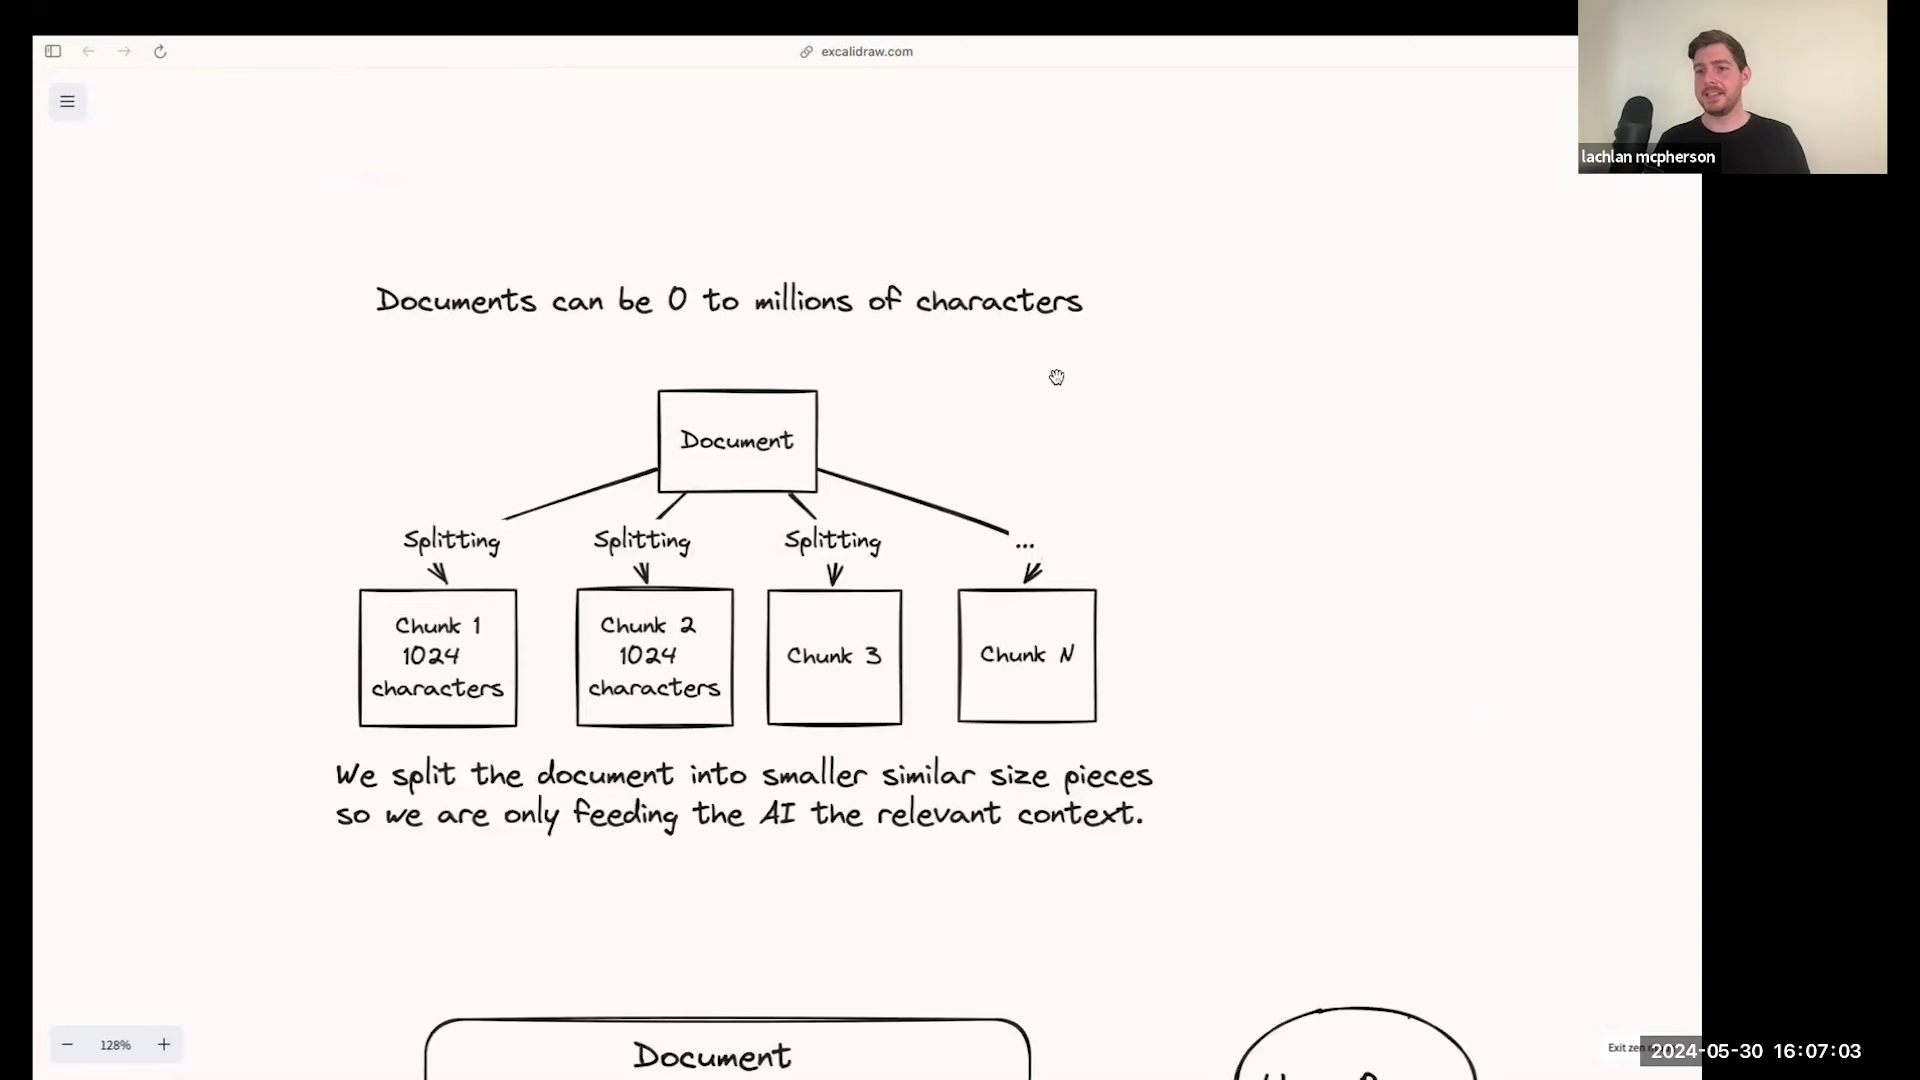 excalidraw.com
lachlan mcpherson
Documents can be 0 to millions of characters
Document
Splitting
Splitting
Splitting
...
Chunk 1
1024
characters
Chunk 2
1024
characters
Chunk 3
Chunk N
We split the document into smaller similar size pieces
so we are only feeding the AI the relevant context.
Document
128%
Exit zen
2024-05-30 16:07:03